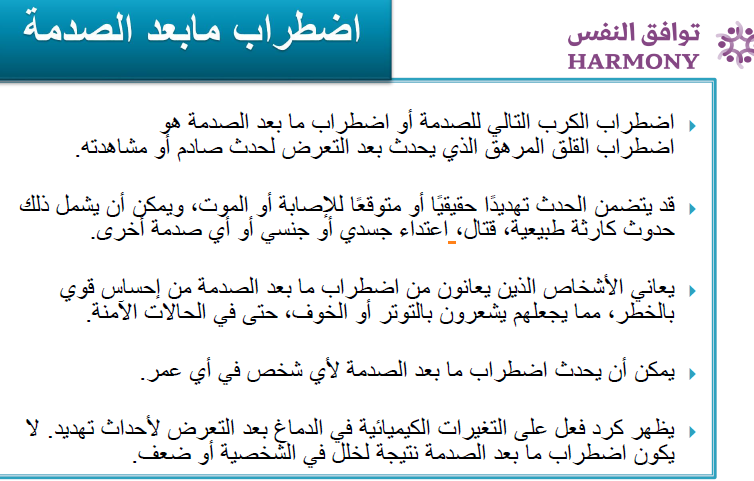 اضطراب مابعد الصدمة
توافق النفس
HARMONY
اضطراب الكرب التالي للصدمة أو اضطراب ما بعد الصدمة هو
اضطراب القلق المرهق الذي يحدث بعد التعرض لحدث صادم أو مشاهدته.
قد يتضمن الحدث تهديدًا حقيقيًا أو متوقعًا للإصابة أو الموت، ويمكن أن يشمل ذلك
حدوث كارثة طبيعية، قتال، اعتداء جسدي أو جنسي أو أي صدمة أخرى.
يعاني الأشخاص الذين يعانون من اضطراب ما بعد الصدمة من إحساس قوي
بالخطر، مما يجعلهم يشعرون بالتوتر أو الخوف، حتى في الحالات الآمنة.
يمكن أن يحدث اضطراب ما بعد الصدمة لأي شخص في أي عمر.
يظهر كرد فعل على التغيرات الكيميائية في الدماغ بعد التعرض لأحداث تهديد. لا
يكون اضطراب ما بعد الصدمة نتيجة لخلل في الشخصية أو ضعف.